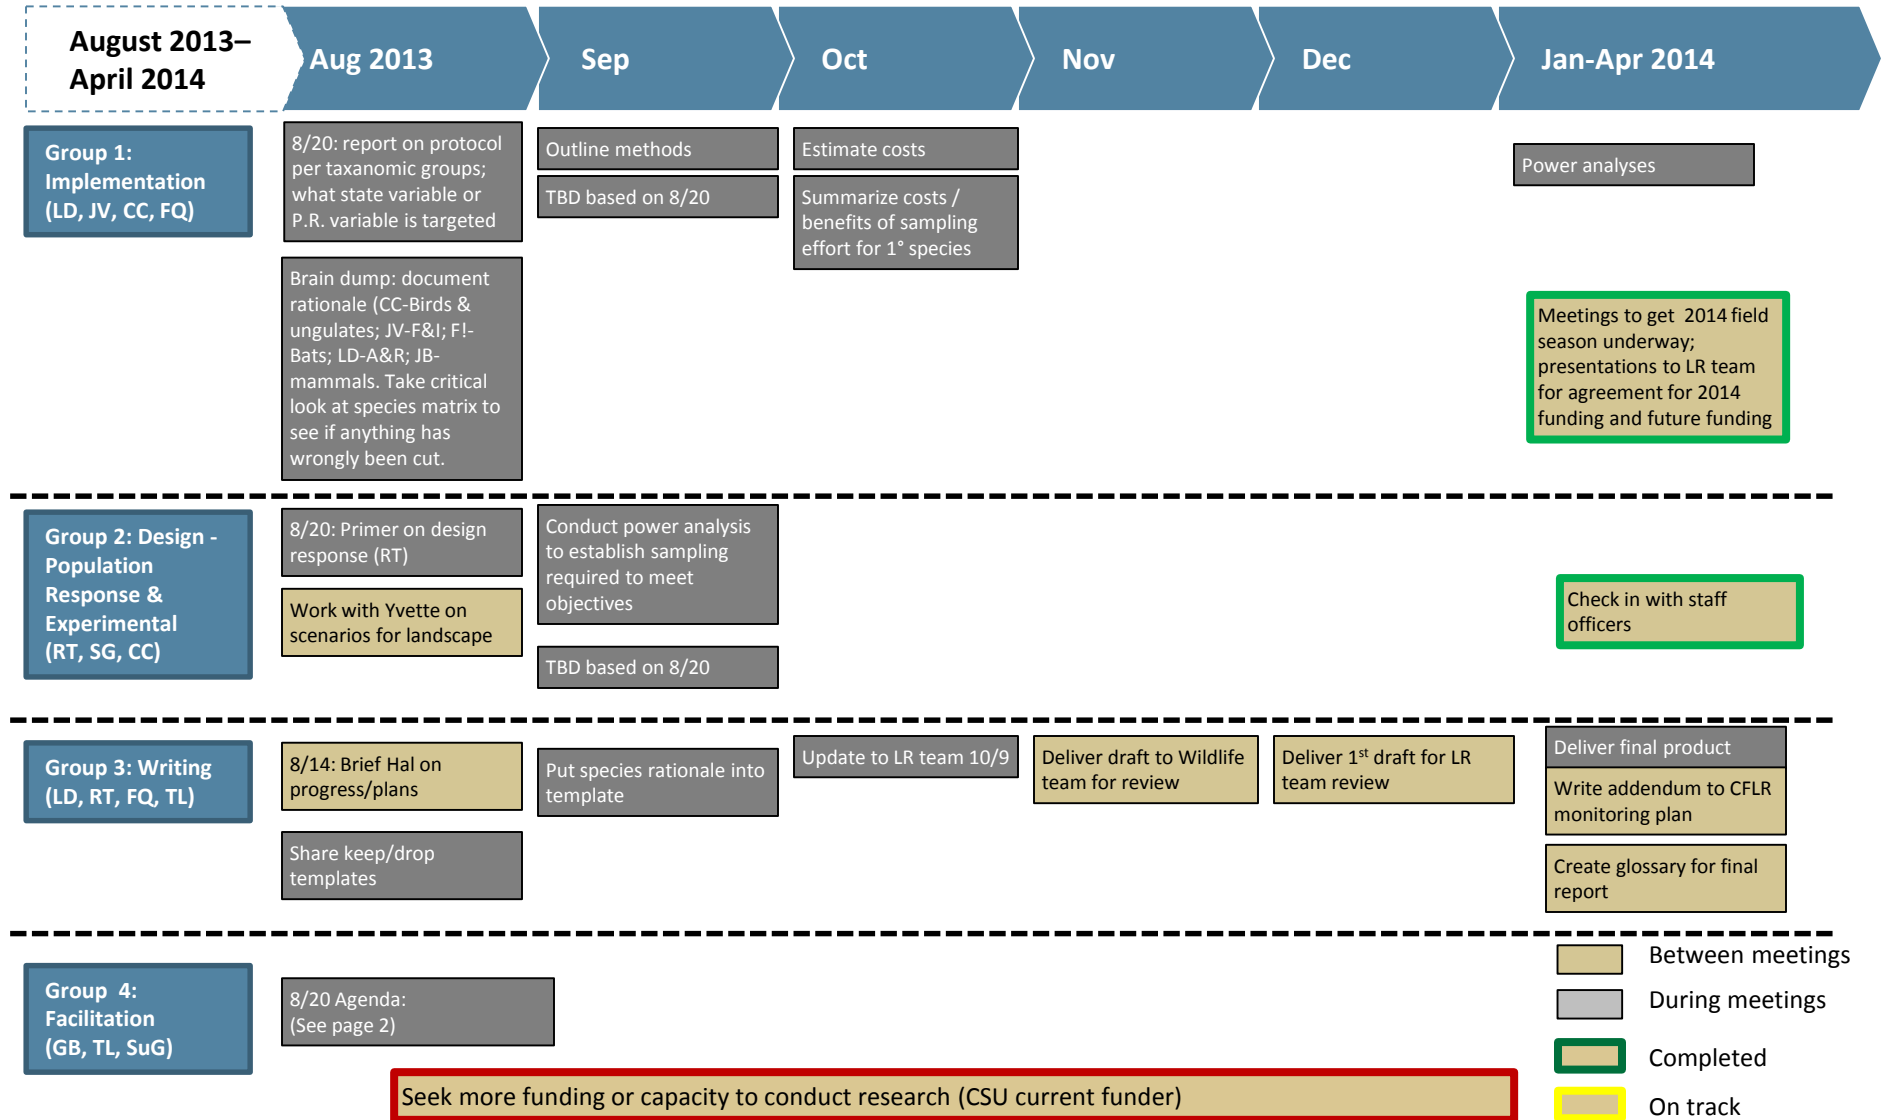 August 2013–
April 2014
Aug 2013
Sep
Oct
Nov
Dec
Jan-Apr 2014
Group 1:
Implementation
(LD, JV, CC, FQ)
8/20: report on protocol
per taxanomic groups;
what state variable or
P.R. variable is targeted
Brain dump: document
rationale (CC-Birds &
ungulates; JV-F&I; F!-
Bats; LD-A&R; JB-
mammals. Take critical
look at species matrix to
see if anything has
wrongly been cut.
Outline methods
TBD based on 8/20
Estimate costs
Summarize costs /
benefits of sampling
effort for 1° species
Power analyses
Meetings to get 2014 field
season underway;
presentations to LR team
for agreement for 2014
funding and future funding
Group 2: Design -
Population
Response &
Experimental
(RT, SG, CC)
8/20: Primer on design
response (RT)
Work with Yvette on
scenarios for landscape
Conduct power analysis
to establish sampling
required to meet
objectives
TBD based on 8/20
Check in with staff
officers
Group 3: Writing
(LD, RT, FQ, TL)
8/14: Brief Hal on
progress/plans
Share keep/drop
templates
Put species rationale into
template
Update to LR team 10/9
Deliver draft to Wildlife
team for review
Deliver 1st draft for LR
team review
Deliver final product
Write addendum to CFLR
monitoring plan
Create glossary for final
report
Group 4:
Facilitation
(GB, TL, SuG)
8/20 Agenda:
(See page 2)
Seek more funding or capacity to conduct research (CSU current funder)
Between meetings
During meetings
Completed
On track